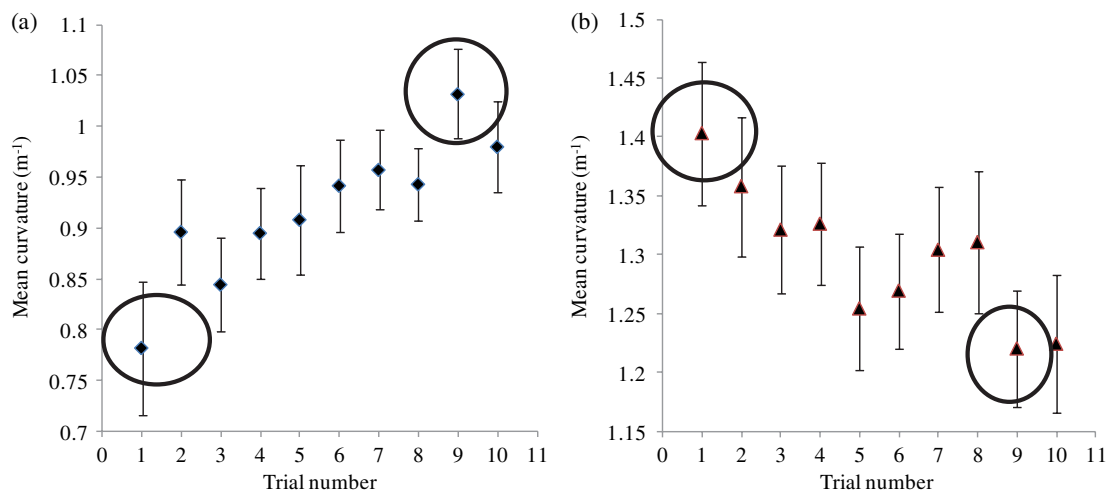 (a)
1.1
1.05
1
0.95
0.9
0.85
0.8
0.75
0.7
Mean curvature (m-1)
0 1 2 3 4 5 6 7 8 9 10 11
Trial number
(b)
1.5
1.45
1.4
1.35
1.3
1.25
1.2
1.15
Mean curvature (m-1)
0 1 2 3 4 5 6 7 8 9 10 11
Trial number